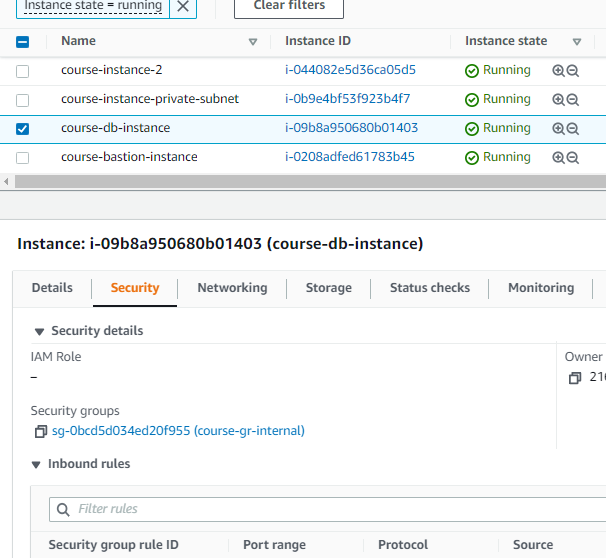 Instance state = running
Clear filters
Name Instance ID Instance state
course-instance-2 i-044082e5d36ca05d5 Running
course-instance-private-subnet i-0b9e4bf53f923b4f7 Running
course-db-instance i-09b8a950680b01403 Running
course-bastion-instance i-0208adfed61783b45 Running
Instance: i-09b8a950680b01403 (course-db-instance)
Details Security Networking Storage Status checks Monitoring
Security details
IAM Role Owner
– 216
Security groups
sg-0bcd5d034ed20f955 (course-gr-internal)
Inbound rules
Filter rules
Security group rule ID Port range Protocol Source